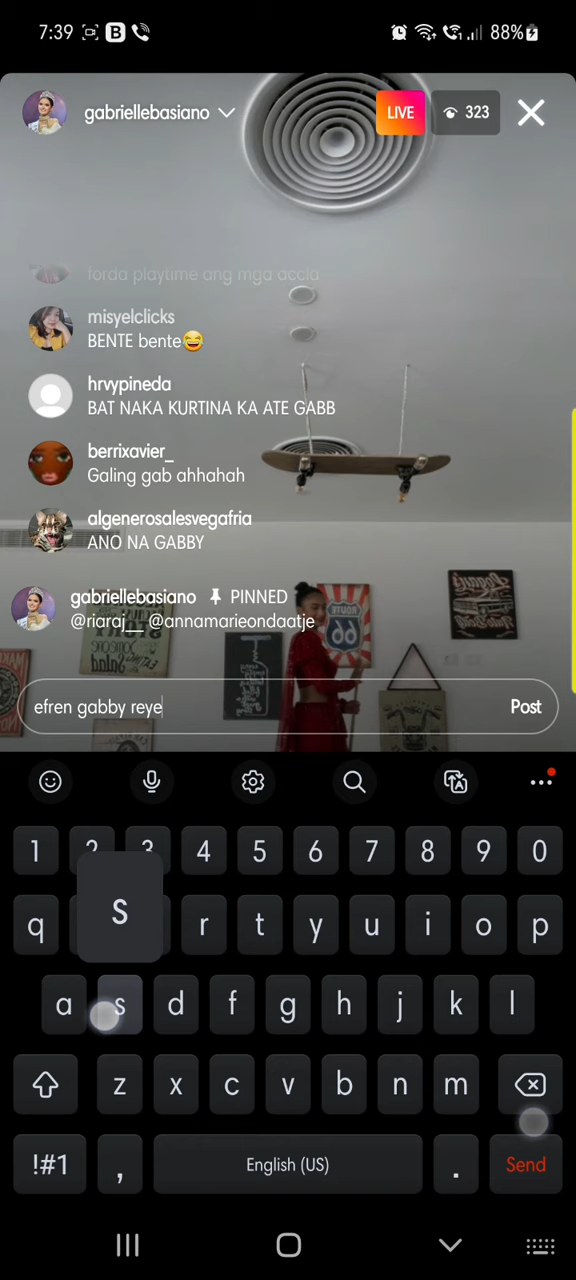 7:39
B
88%
gabriellebasiano
LIVE
323
torda playtime ang mga accla
misyelclicks
BENTE bente😂
hrvypineda
BAT NAKA KURTINA KA ATE GABB
berrixavier_
Galing gab ahhahah
algenerosalesvegafria
ANO NA GABBY
gabriellebasiano PINNED
@riaraj__ @annamarieondaatje
ROUTE
66
efren gabby reye
Post
1 2 3 4 5 6 7 8 9 0
S
q r t y u i o p
a s d f g h j k l
z x c v b n m
!#1 , English (US) . Send